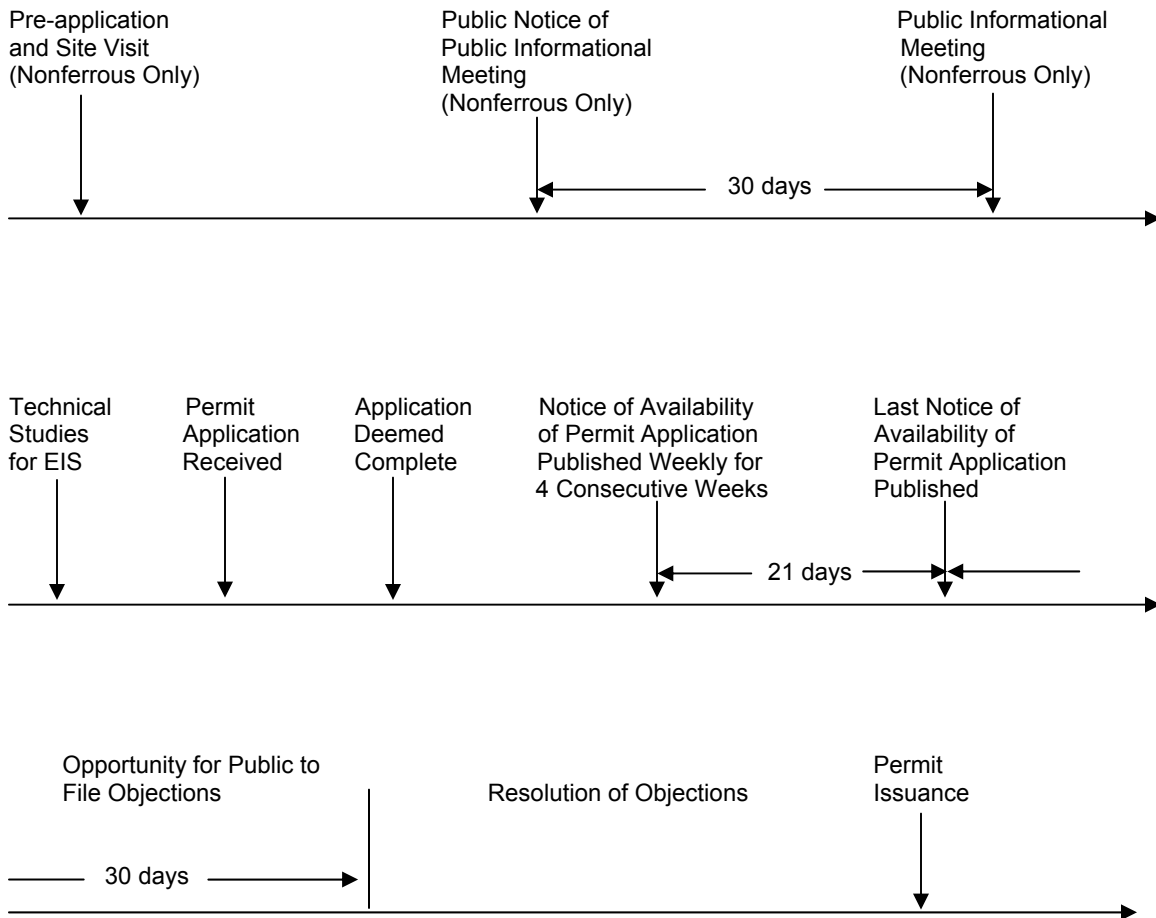 Pre-application
and Site Visit
(Nonferrous Only)
Public Notice of
Public Informational
Meeting
(Nonferrous Only)
Public Informational
Meeting
(Nonferrous Only)
30 days
Technical
Studies
for EIS
Permit
Application
Received
Application
Deemed
Complete
Notice of Availability
of Permit Application
Published Weekly for
4 Consecutive Weeks
Last Notice of
Availability of
Permit Application
Published
21 days
Opportunity for Public to
File Objections
Resolution of Objections
Permit
Issuance
30 days